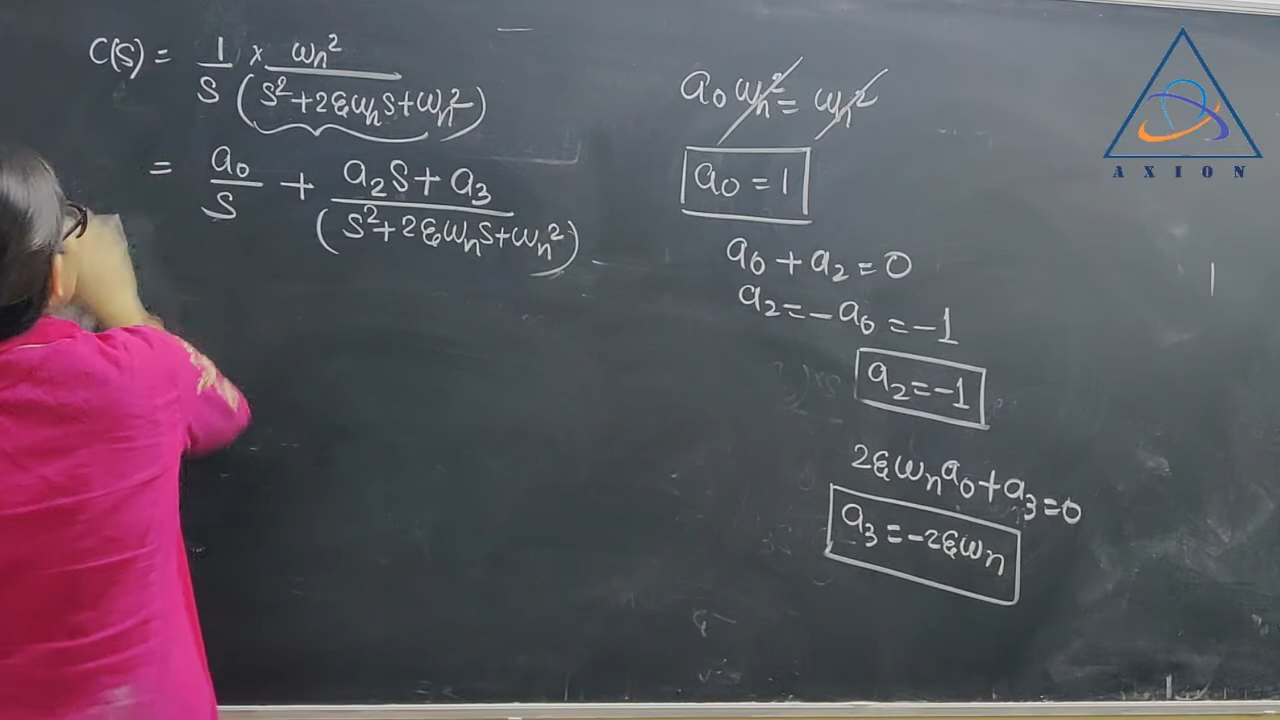 C(S) = 1/S × ωn²/(S²+2ξωnS+ωn²)
= a0/S + (a2S + a3)/(S²+2ξωnS+ωn²)
a0ωn² = ωn²
a0 = 1
a0 + a2 = 0
a2 = -a0 = -1
a2 = -1
2ξωna0 + a3 = 0
a3 = -2ξωn
AXION